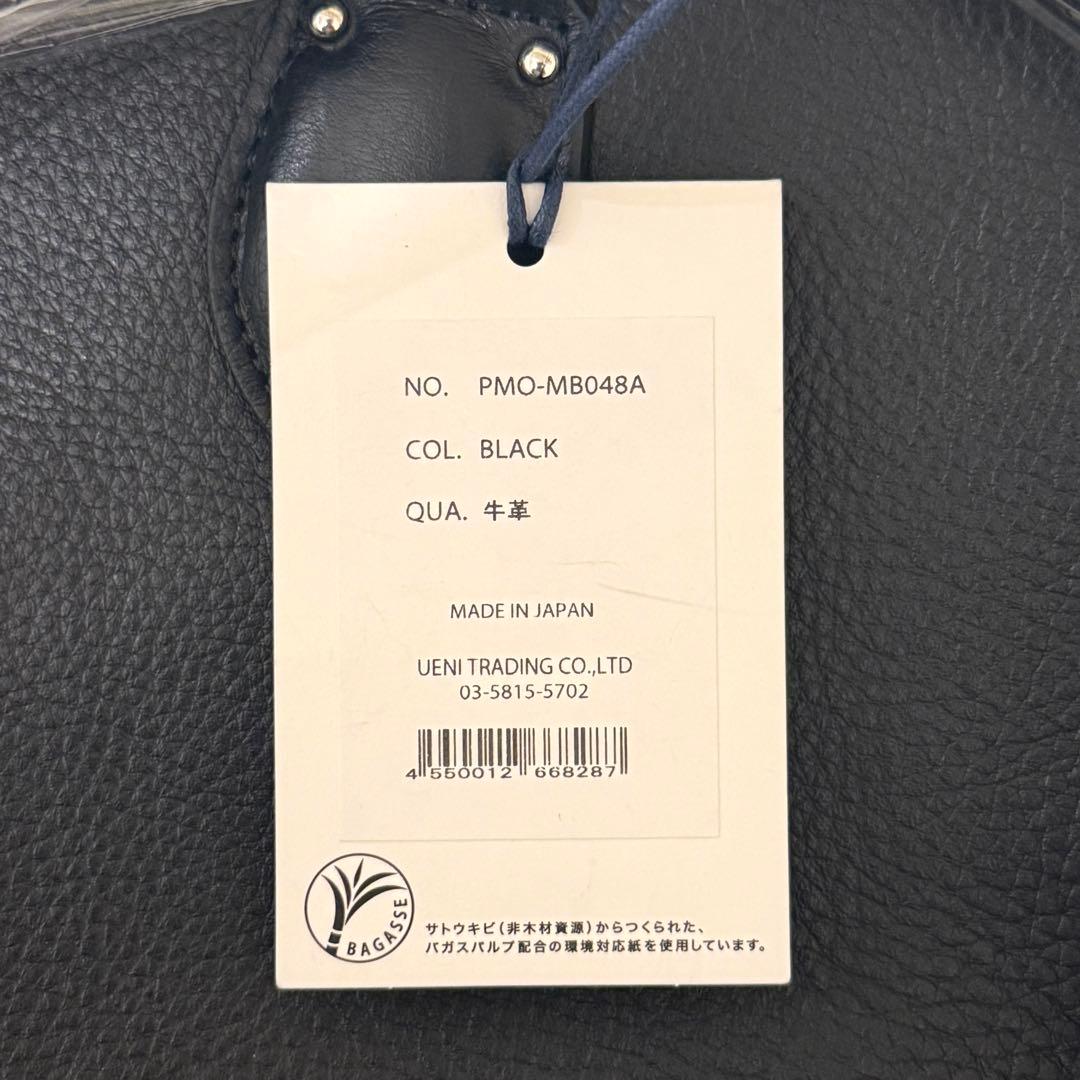 NO. PMO-MB048A
COL. BLACK
QUA. 牛革
MADE IN JAPAN
UENI TRADING CO.,LTD
03-5815-5702
4 550012 668287
BAGASSE
サトウキビ(非木材資源)からつくられた、
バガスパルプ配合の環境対応紙を使用しています。